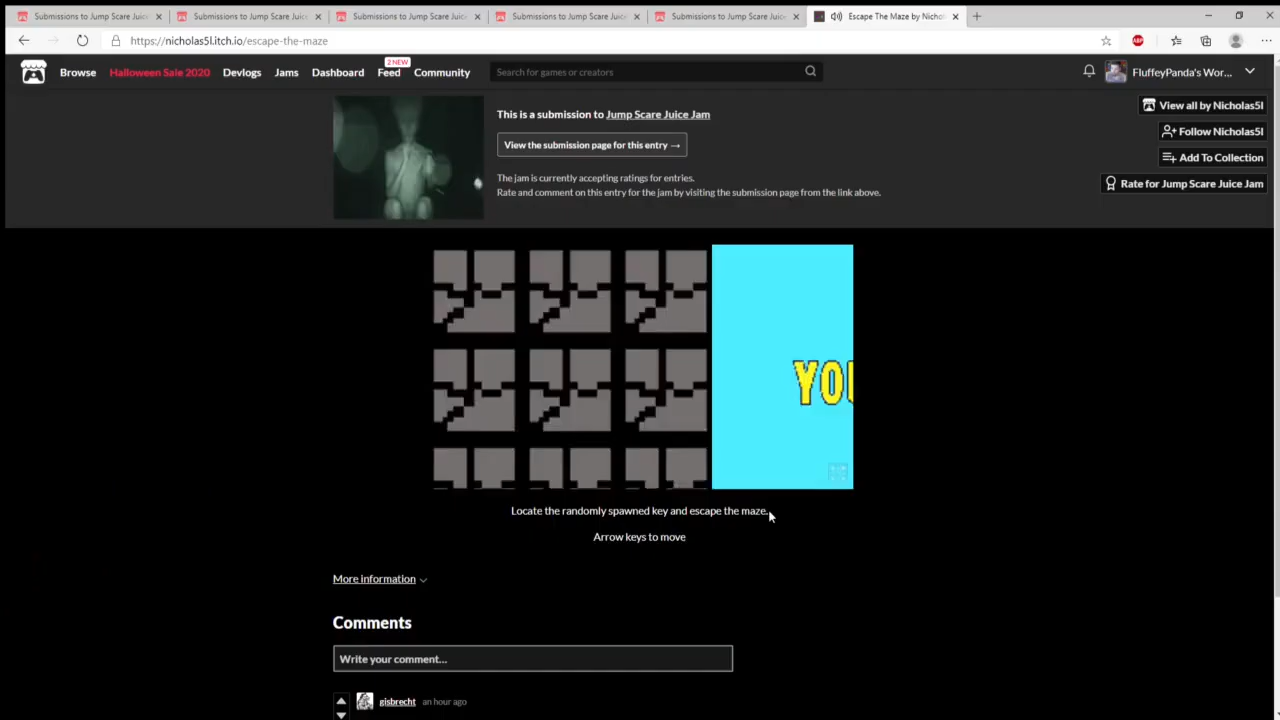 Submissions to Jump Scare Juice
Submissions to Jump Scare Juice
Submissions to Jump Scare Juice
Submissions to Jump Scare Juice
Submissions to Jump Scare Juice
Escape The Maze by Nichol
https://nicholas5l.itch.io/escape-the-maze
ABP
2 NEW
Browse Halloween Sale 2020 Devlogs Jams Dashboard Feed Community Search for games or creators FluffeyPanda's Wor...
This is a submission to Jump Scare Juice Jam
View the submission page for this entry →
The jam is currently accepting ratings for entries.
Rate and comment on this entry for the jam by visiting the submission page from the link above.
View all by Nicholas5l
Follow Nicholas5l
Add To Collection
Rate for Jump Scare Juice Jam
YOU
Locate the randomly spawned key and escape the maze.
Arrow keys to move
More information
Comments
Write your comment...
gisbrecht an hour ago